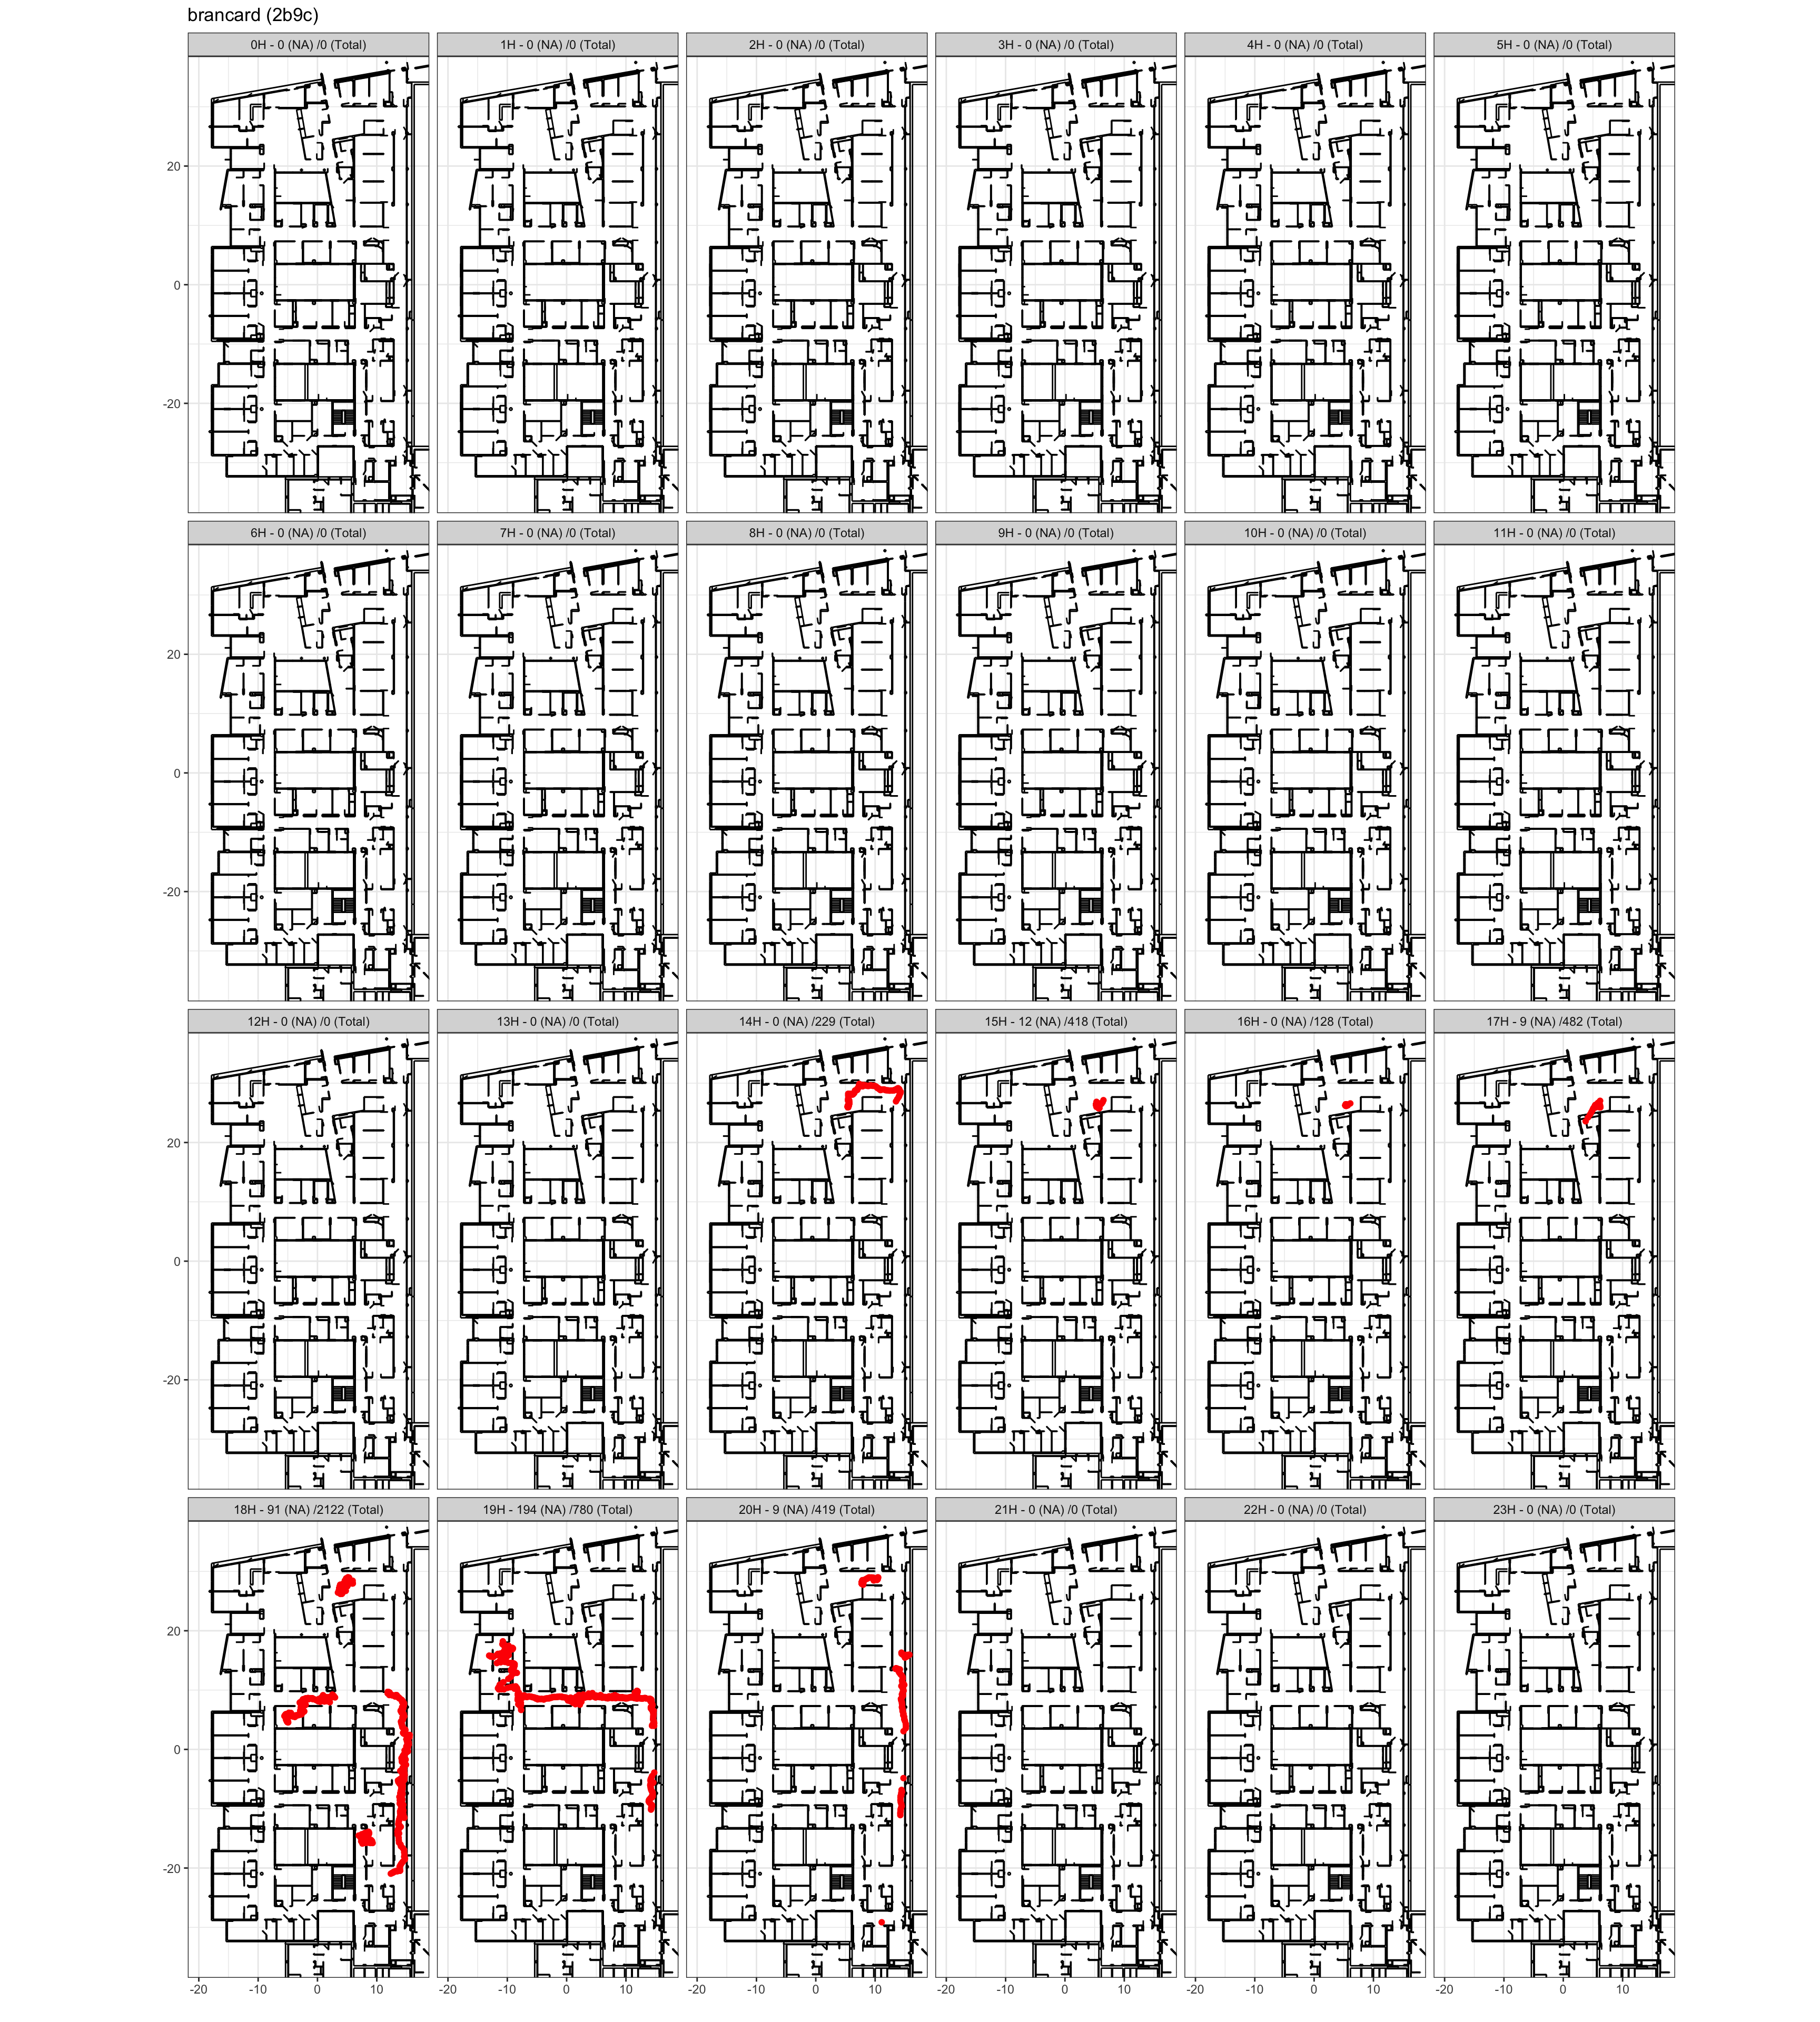 brancard (2b9c)
0H - 0 (NA) /0 (Total) 1H - 0 (NA) /0 (Total) 2H - 0 (NA) /0 (Total) 3H - 0 (NA) /0 (Total) 4H - 0 (NA) /0 (Total) 5H - 0 (NA) /0 (Total)
20
0
-20
6H - 0 (NA) /0 (Total) 7H - 0 (NA) /0 (Total) 8H - 0 (NA) /0 (Total) 9H - 0 (NA) /0 (Total) 10H - 0 (NA) /0 (Total) 11H - 0 (NA) /0 (Total)
20
0
-20
12H - 0 (NA) /0 (Total) 13H - 0 (NA) /0 (Total) 14H - 0 (NA) /229 (Total) 15H - 12 (NA) /418 (Total) 16H - 0 (NA) /128 (Total) 17H - 9 (NA) /482 (Total)
20
0
-20
18H - 91 (NA) /2122 (Total) 19H - 194 (NA) /780 (Total) 20H - 9 (NA) /419 (Total) 21H - 0 (NA) /0 (Total) 22H - 0 (NA) /0 (Total) 23H - 0 (NA) /0 (Total)
20
0
-20
-20 -10 0 10 -20 -10 0 10 -20 -10 0 10 -20 -10 0 10 -20 -10 0 10 -20 -10 0 10